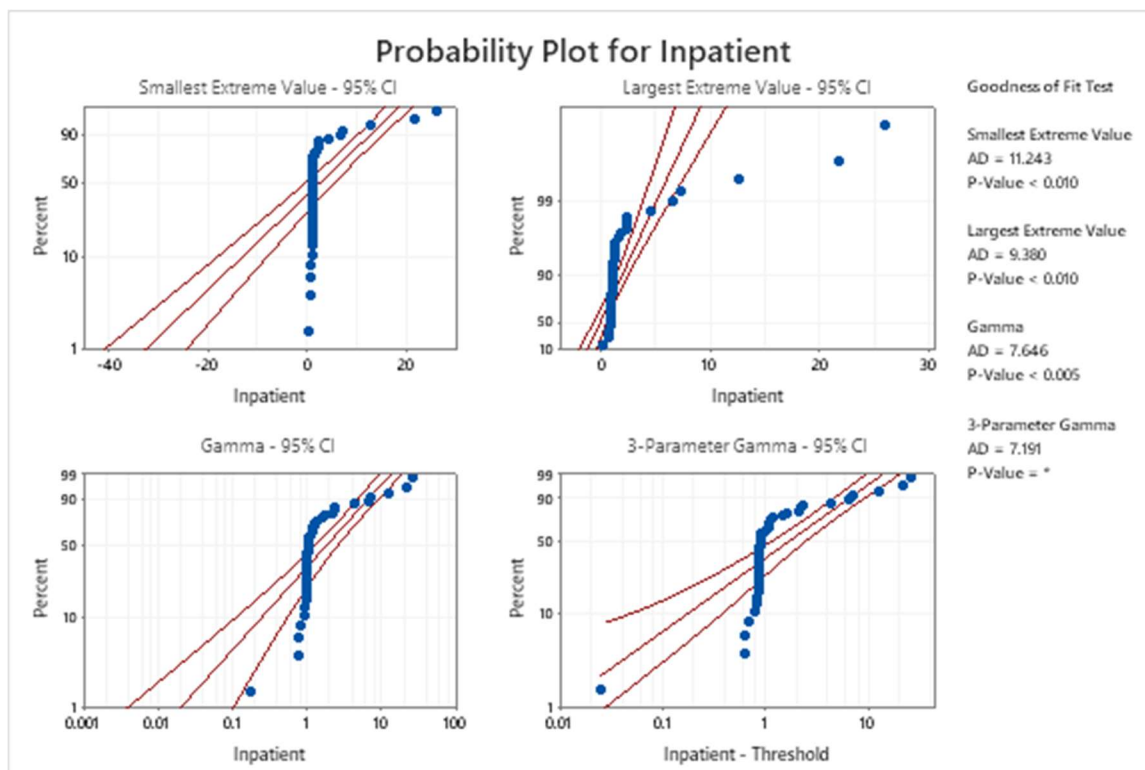 Probability Plot for Inpatient
Smallest Extreme Value - 95% CI
90
50
10
1
Percent
-40 -20 0 20
Inpatient
Largest Extreme Value - 95% CI
99
90
50
10
Percent
0 10 20 30
Inpatient
Goodness of Fit Test
Smallest Extreme Value
AD = 11.243
P-Value < 0.010
Largest Extreme Value
AD = 9.380
P-Value < 0.010
Gamma
AD = 7.646
P-Value < 0.005
3-Parameter Gamma
AD = 7.191
P-Value = *
Gamma - 95% CI
99
90
50
10
1
Percent
0.001 0.01 0.1 1 10 100
Inpatient
3-Parameter Gamma - 95% CI
99
90
50
10
1
Percent
0.01 0.1 1 10
Inpatient - Threshold